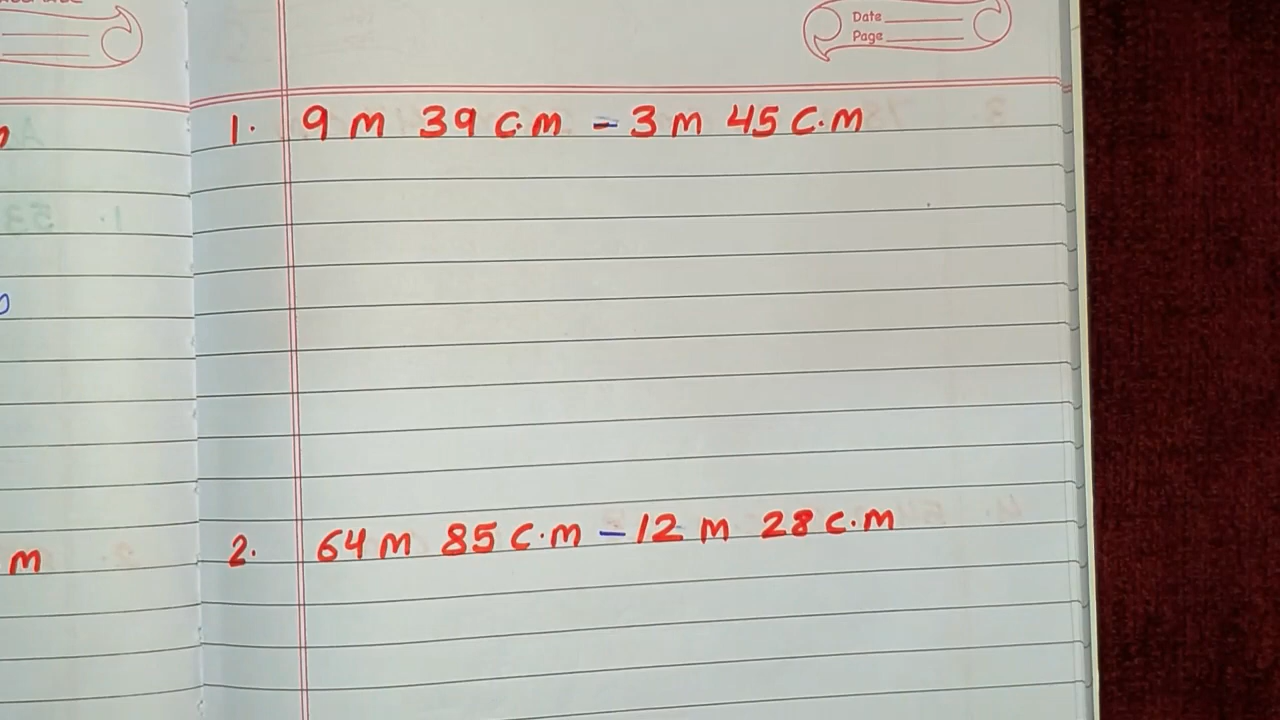 Date
Page
1. 9 m 39 c.m - 3 m 45 c.m
2. 64 m 85 c.m - 12 m 28 c.m
m